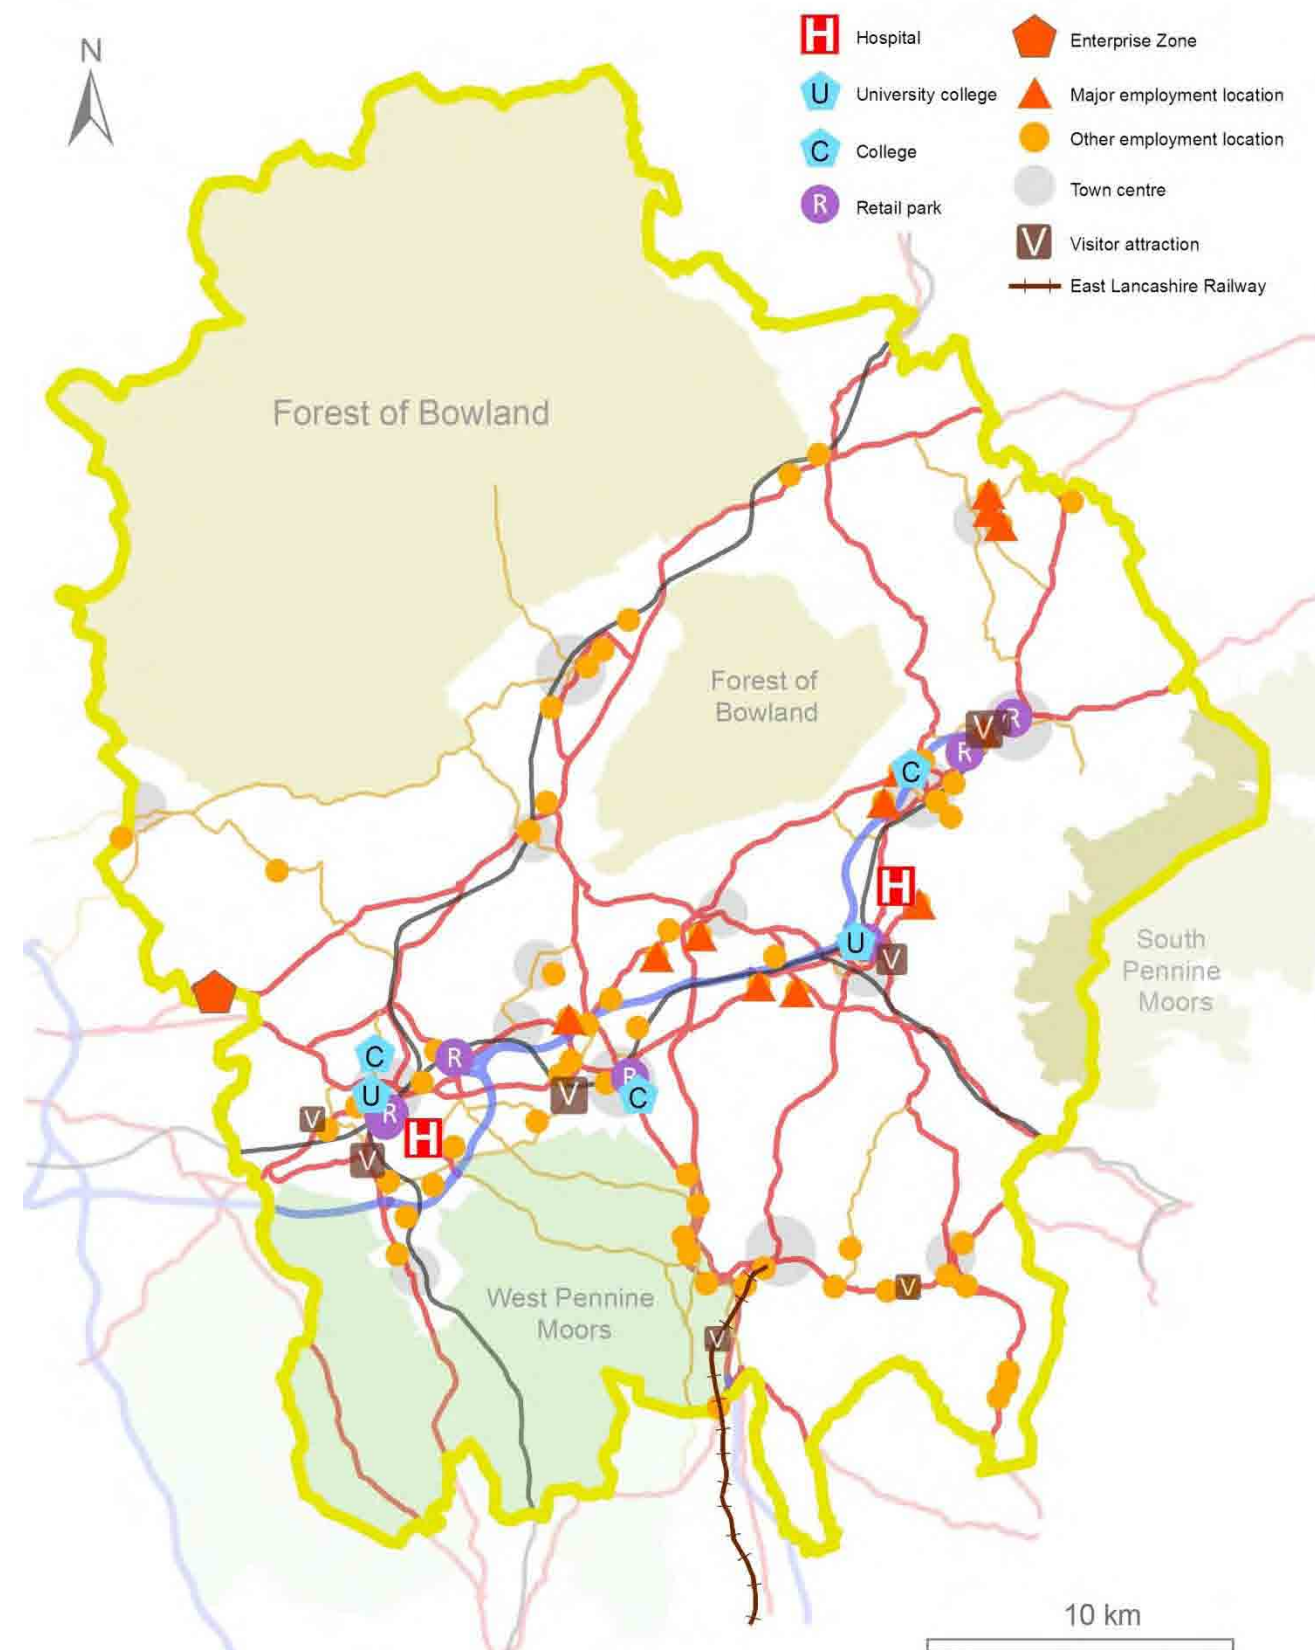 N
H Hospital
U University college
C College
R Retail park
Enterprise Zone
Major employment location
Other employment location
Town centre
V Visitor attraction
East Lancashire Railway
Forest of Bowland
Forest of
Bowland
V
R
R
C
H
U
V
South
Pennine
Moors
C
R
U
R
V
H
V
V
R
C
West Pennine
Moors
V
V
10 km